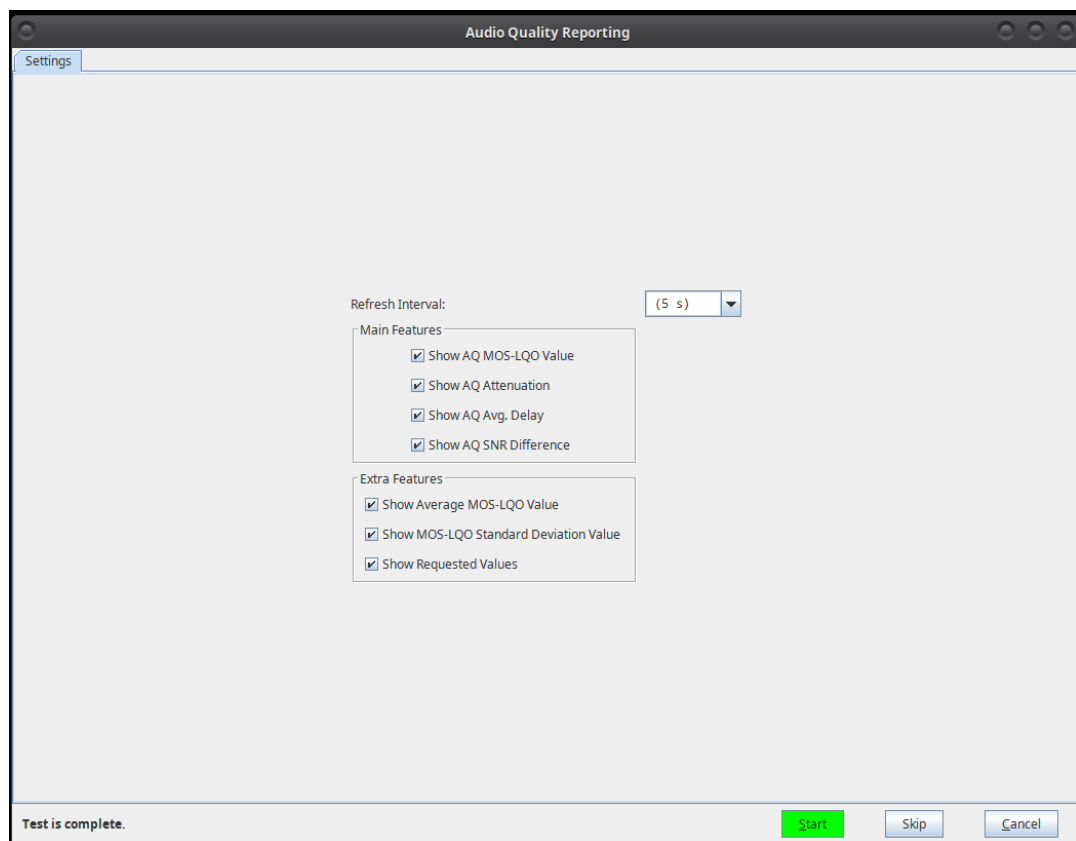 Audio Quality Reporting
Settings
Refresh Interval: (5 s)
Main Features
Show AQ MOS-LQO Value
Show AQ Attenuation
Show AQ Avg. Delay
Show AQ SNR Difference
Extra Features
Show Average MOS-LQO Value
Show MOS-LQO Standard Deviation Value
Show Requested Values
Test is complete. Start Skip Cancel